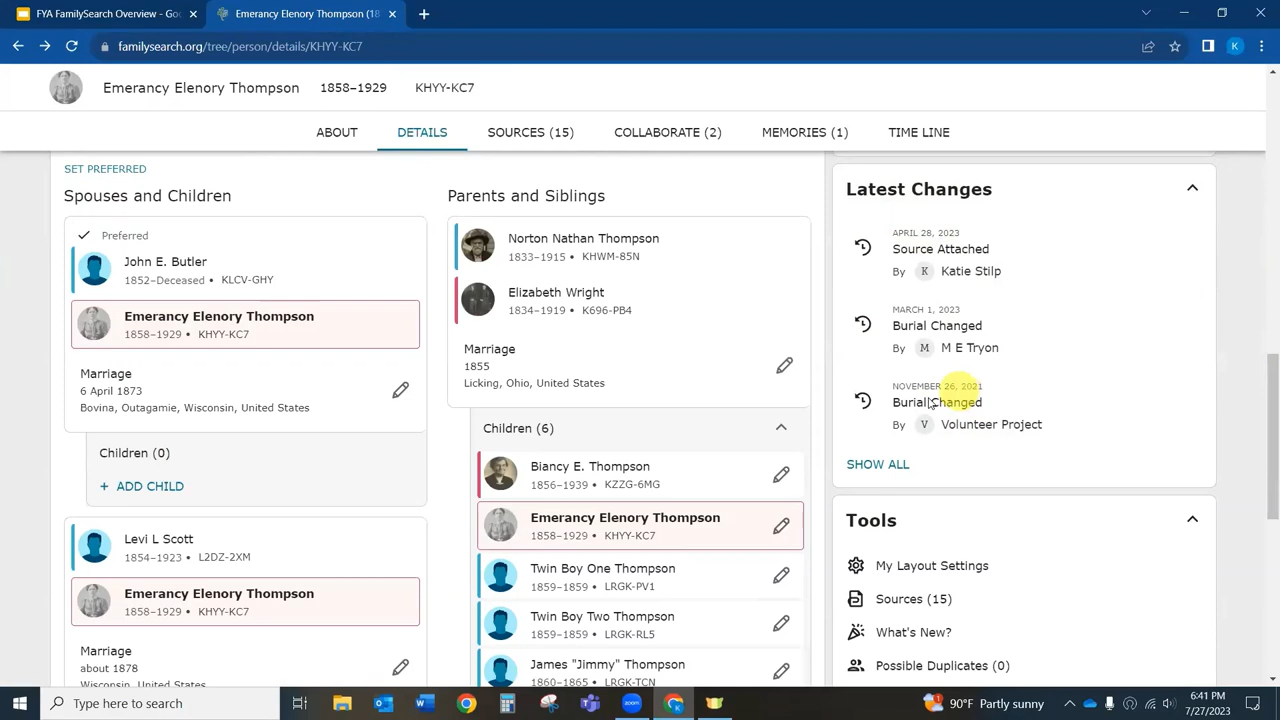 FYA FamilySearch Overview - Goo
Emerancy Elenory Thompson (18
familysearch.org/tree/person/details/KHYY-KC7
K
Emerancy Elenory Thompson 1858–1929 KHYY-KC7
ABOUT DETAILS SOURCES (15) COLLABORATE (2) MEMORIES (1) TIME LINE
SET PREFERRED
Spouses and Children
Preferred
John E. Butler
1852–Deceased • KLCV-GHY
Emerancy Elenory Thompson
1858–1929 • KHYY-KC7
Marriage
6 April 1873
Bovina, Outagamie, Wisconsin, United States
Children (0)
+ ADD CHILD
Levi L Scott
1854–1923 • L2DZ-2XM
Emerancy Elenory Thompson
1858–1929 • KHYY-KC7
Marriage
about 1878
Wisconsin, United States
Parents and Siblings
Norton Nathan Thompson
1833–1915 • KHWM-85N
Elizabeth Wright
1834–1919 • K696-PB4
Marriage
1855
Licking, Ohio, United States
Children (6)
Biancy E. Thompson
1856–1939 • KZZG-6MG
Emerancy Elenory Thompson
1858–1929 • KHYY-KC7
Twin Boy One Thompson
1859–1859 • LRGK-PV1
Twin Boy Two Thompson
1859–1859 • LRGK-RL5
James "Jimmy" Thompson
1860–1865 • LRGK-TCN
Latest Changes
APRIL 28, 2023
Source Attached
By K Katie Stilp
MARCH 1, 2023
Burial Changed
By M M E Tryon
NOVEMBER 26, 2021
Burial Changed
By V Volunteer Project
SHOW ALL
Tools
My Layout Settings
Sources (15)
What's New?
Possible Duplicates (0)
Type here to search
90°F Partly sunny
6:41 PM
7/27/2023